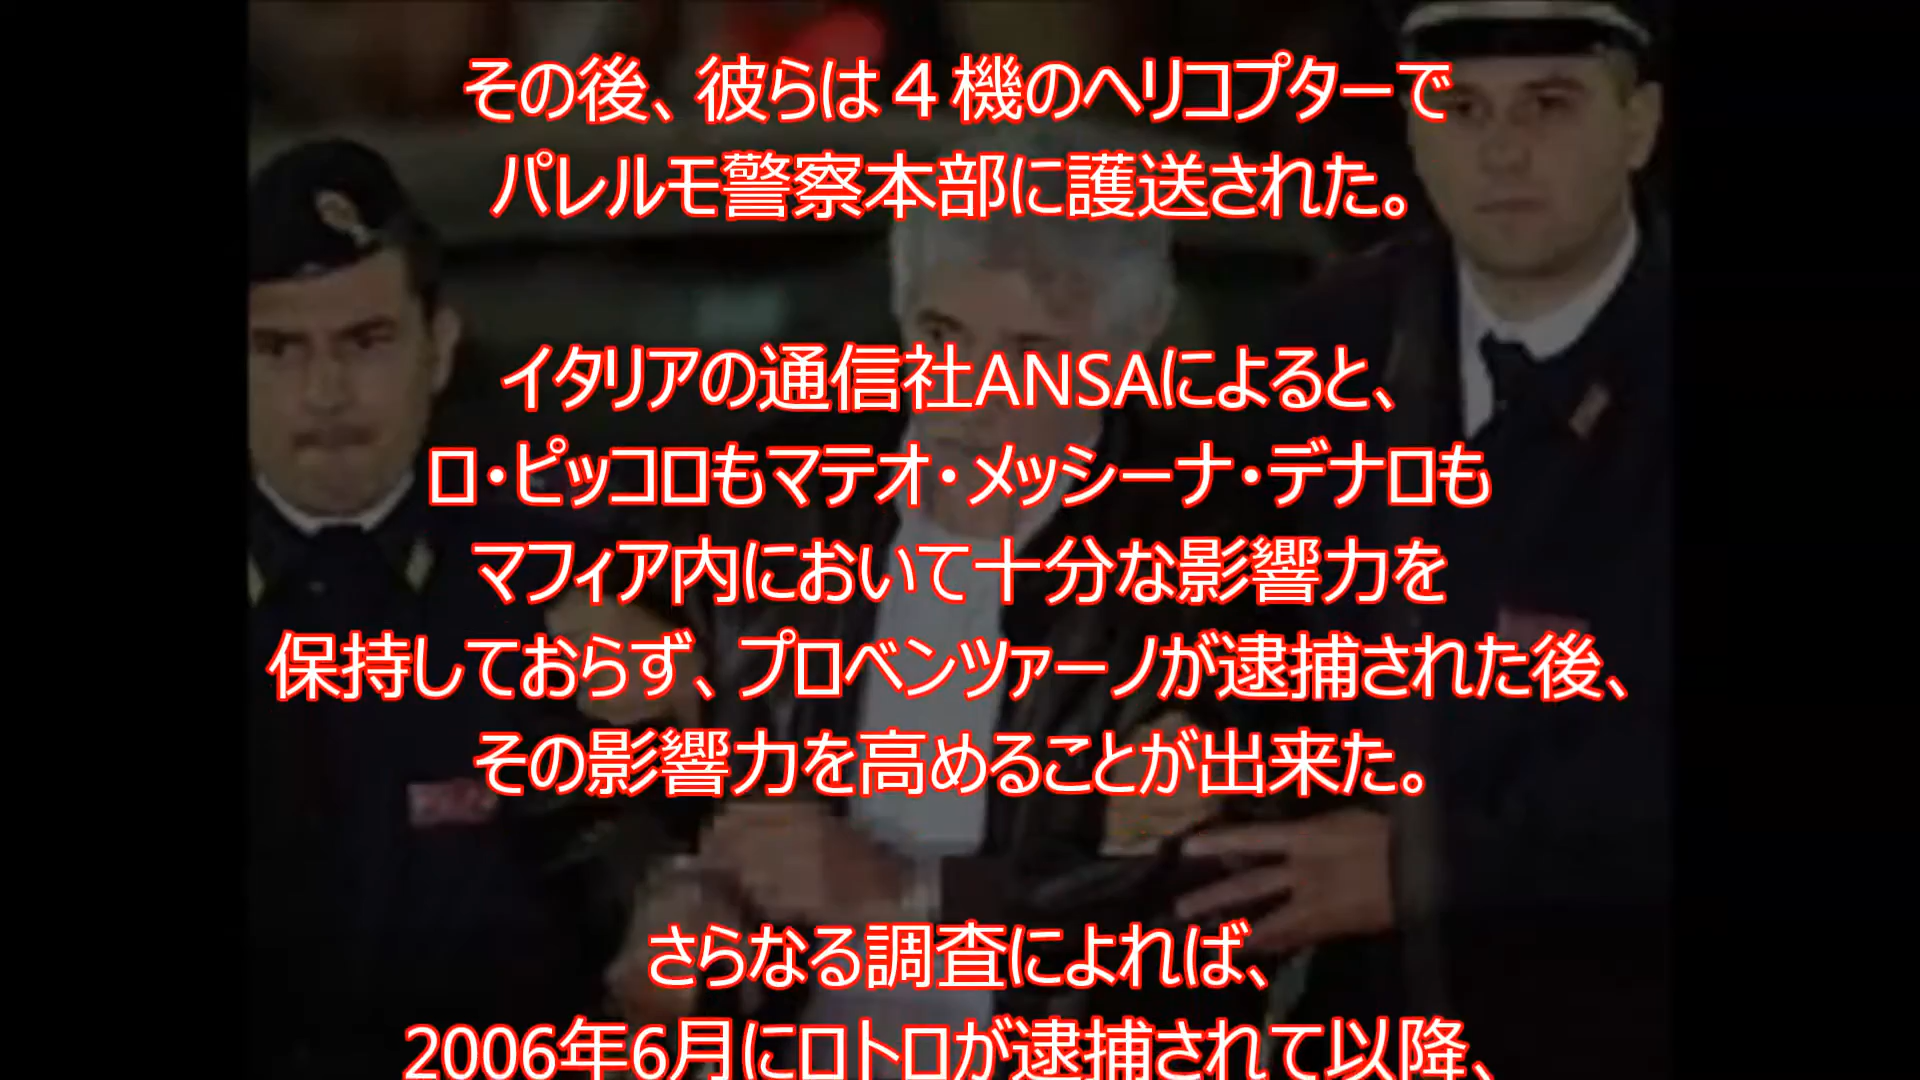 その後、彼らは４機のヘリコプターで
パレルモ警察本部に護送された。
イタリアの通信社ANSAによると、
ロ・ピッコロもマテオ・メッシーナ・デナロも
マフィア内において十分な影響力を
保持しておらず、プロベンツァーノが逮捕された後、
その影響力を高めることが出来た。
さらなる調査によれば、
2006年6月にロトロが逮捕されて以降、